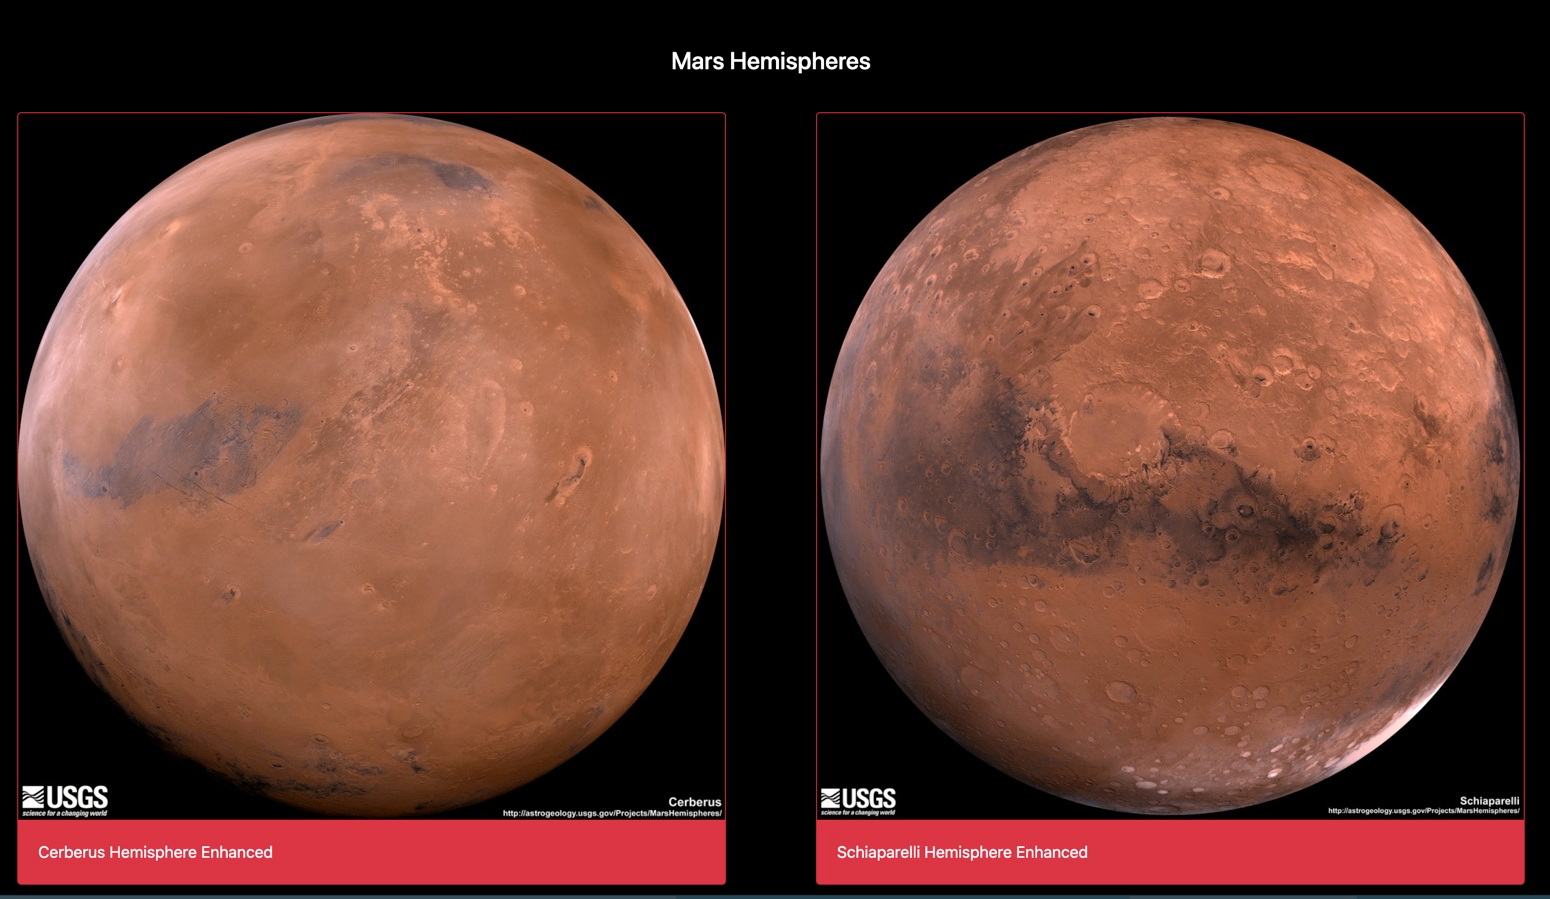 Mars Hemispheres
USGS
science for a changing world
Cerberus
http://astrogeology.usgs.gov/Projects/MarsHemispheres/
Cerberus Hemisphere Enhanced
USGS
science for a changing world
Schiaparelli
http://astrogeology.usgs.gov/Projects/MarsHemispheres/
Schiaparelli Hemisphere Enhanced